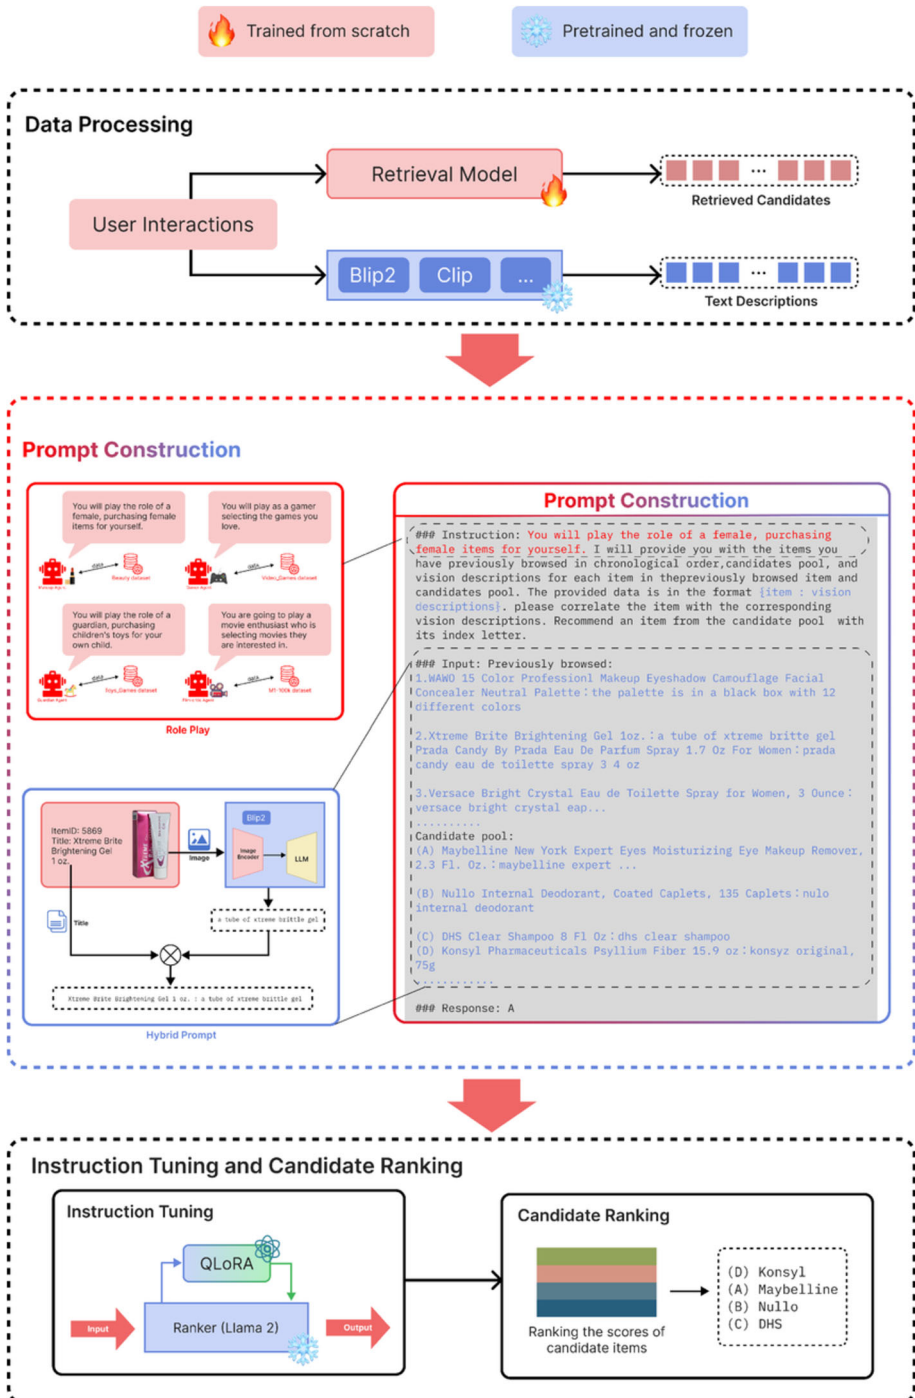 Trained from scratch
Pretrained and frozen
Data Processing
User Interactions
Retrieval Model
Retrieved Candidates
Blip2
Clip
...
Text Descriptions
Prompt Construction
You will play the role of a
female, purchasing female
items for yourself.
data
Beauty dataset
You will play as a gamer
selecting the games you
love.
data
Video_Games dataset
You will play the role of a
guardian, purchasing
children's toys for your
own child.
data
Toys_Games dataset
You are going to play a
movie enthusiast who is
selecting movies they
are interested in.
data
Ml-100k dataset
Role Play
ItemID: 5869
Title: Xtreme Brite
Brightening Gel
1 oz.
Image
Blip2
Image
Encoder
LLM
a tube of xtreme brittle gel
Title
Xtreme Brite Brightening Gel 1 oz. : a tube of xtreme brittle gel
Hybrid Prompt
Prompt Construction
### Instruction: You will play the role of a female, purchasing
female items for yourself. I will provide you with the items you
have previously browsed in chronological order,candidates pool, and
vision descriptions for each item in thepreviously browsed item and
candidates pool. The provided data is in the format {item : vision
descriptions}. please correlate the item with the corresponding
vision descriptions. Recommend an item from the candidate pool with
its index letter.
### Input: Previously browsed:
1.WAWO 15 Color Professionl Makeup Eyeshadow Camouflage Facial
Concealer Neutral Palette:the palette is in a black box with 12
different colors
2.Xtreme Brite Brightening Gel 1oz.:a tube of xtreme britte gel
Prada Candy By Prada Eau De Parfum Spray 1.7 Oz For Women:prada
candy eau de toilette spray 3 4 oz
3.Versace Bright Crystal Eau de Toilette Spray for Women, 3 Ounce:
versace bright crystal eap...
..........
Candidate pool:
(A) Maybelline New York Expert Eyes Moisturizing Eye Makeup Remover,
2.3 Fl. Oz.:maybelline expert ...
(B) Nullo Internal Deodorant, Coated Caplets, 135 Caplets:nulo
internal deodorant
(C) DHS Clear Shampoo 8 Fl Oz:dhs clear shampoo
(D) Konsyl Pharmaceuticals Psyllium Fiber 15.9 oz:konsyz original,
75g
...........
### Response: A
Instruction Tuning and Candidate Ranking
Instruction Tuning
QLoRA
Input
Ranker (Llama 2)
Output
Candidate Ranking
Ranking the scores of
candidate items
(D) Konsyl
(A) Maybelline
(B) Nullo
(C) DHS